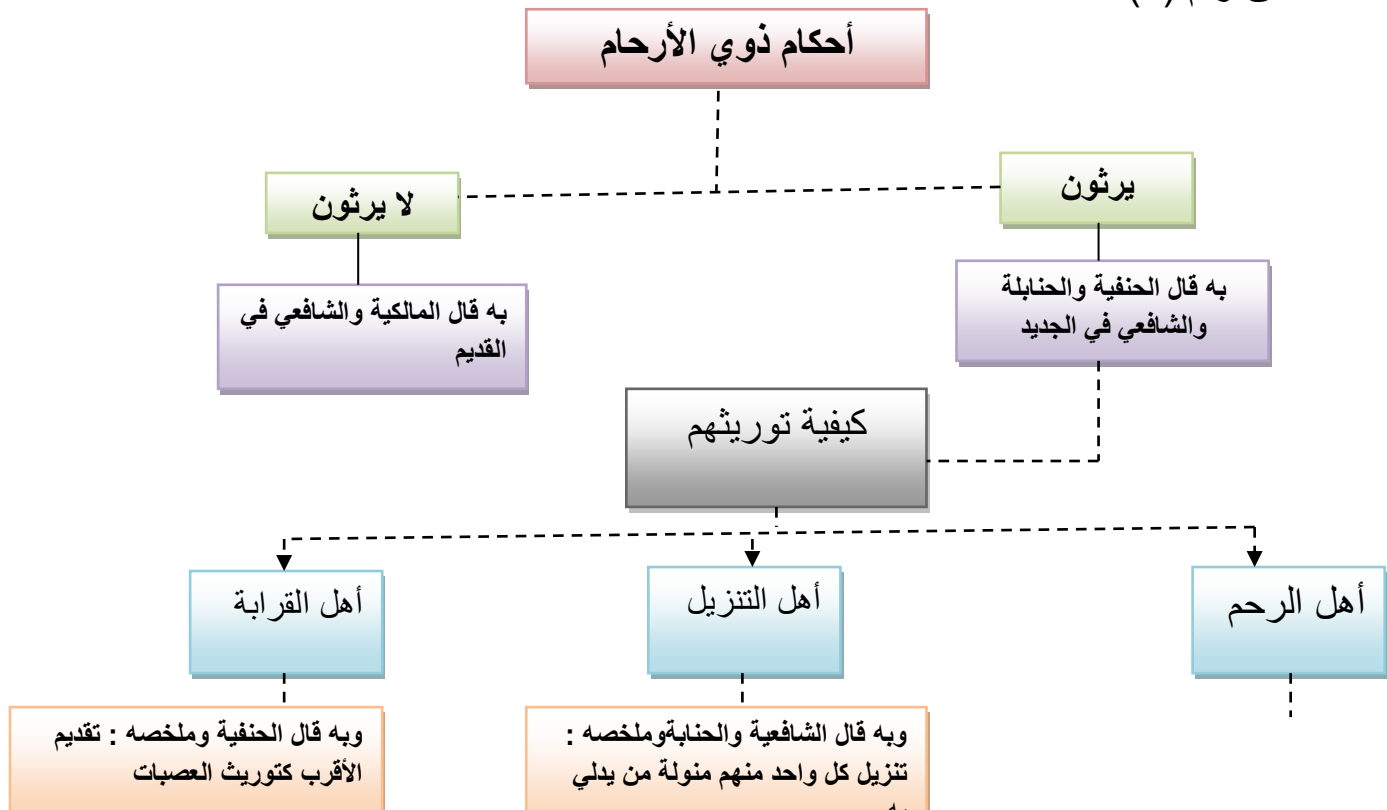 أحكام ذوي الأرحام
يرثون
لا يرثون
به قال الحنفية والحنابلة
والشافعي في الجديد
به قال المالكية والشافعي في
القديم
كيفية توريثهم
أهل الرحم
أهل التنزيل
أهل القرابة
وبه قال الشافعية والحنابةوملخصه :
تنزيل كل واحد منهم منولة من يدلي
وبه قال الحنفية وملخصه : تقديم
الأقرب كتوريث العصبات